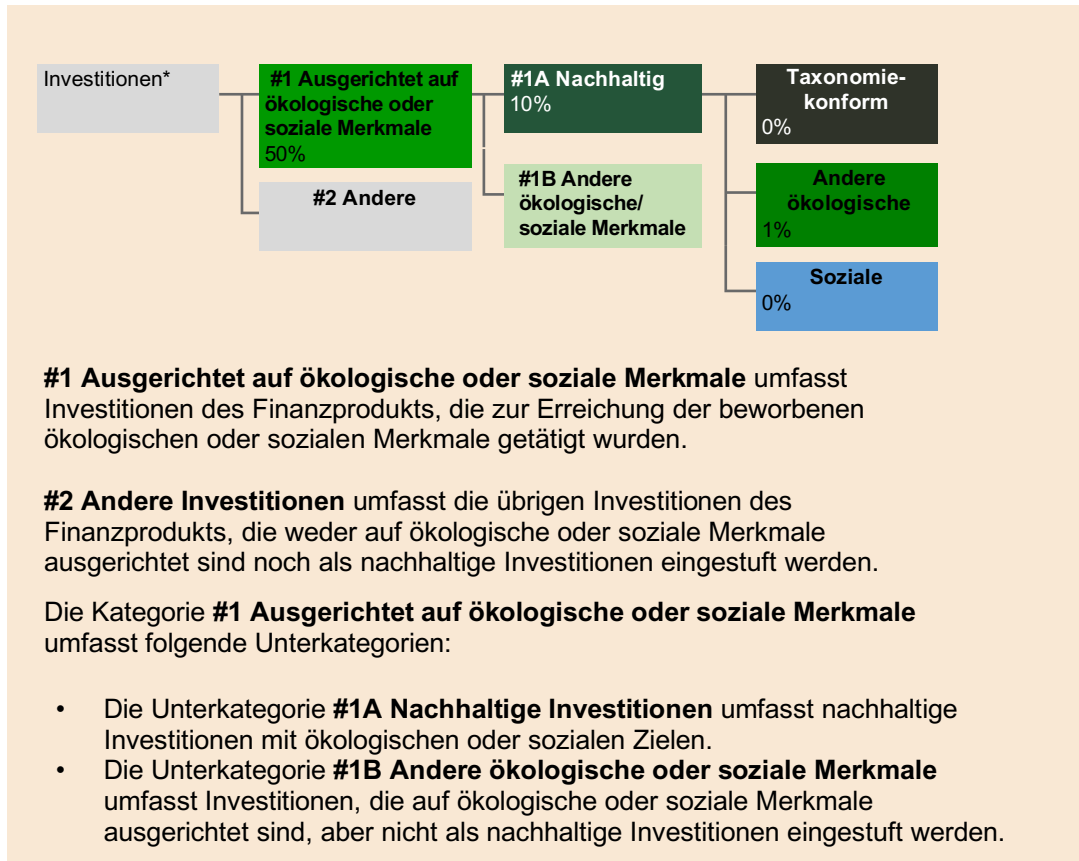 Investitionen*
#1 Ausgerichtet auf
ökologische oder
soziale Merkmale
50%
#2 Andere
#1A Nachhaltig
10%
#1B Andere
ökologische/
soziale Merkmale
Taxonomie-
konform
0%
Andere
ökologische
1%
Soziale
0%
#1 Ausgerichtet auf ökologische oder soziale Merkmale umfasst
Investitionen des Finanzprodukts, die zur Erreichung der beworbenen
ökologischen oder sozialen Merkmale getätigt wurden.
#2 Andere Investitionen umfasst die übrigen Investitionen des
Finanzprodukts, die weder auf ökologische oder soziale Merkmale
ausgerichtet sind noch als nachhaltige Investitionen eingestuft werden.
Die Kategorie #1 Ausgerichtet auf ökologische oder soziale Merkmale
umfasst folgende Unterkategorien:
• Die Unterkategorie #1A Nachhaltige Investitionen umfasst nachhaltige
Investitionen mit ökologischen oder sozialen Zielen.
• Die Unterkategorie #1B Andere ökologische oder soziale Merkmale
umfasst Investitionen, die auf ökologische oder soziale Merkmale
ausgerichtet sind, aber nicht als nachhaltige Investitionen eingestuft werden.